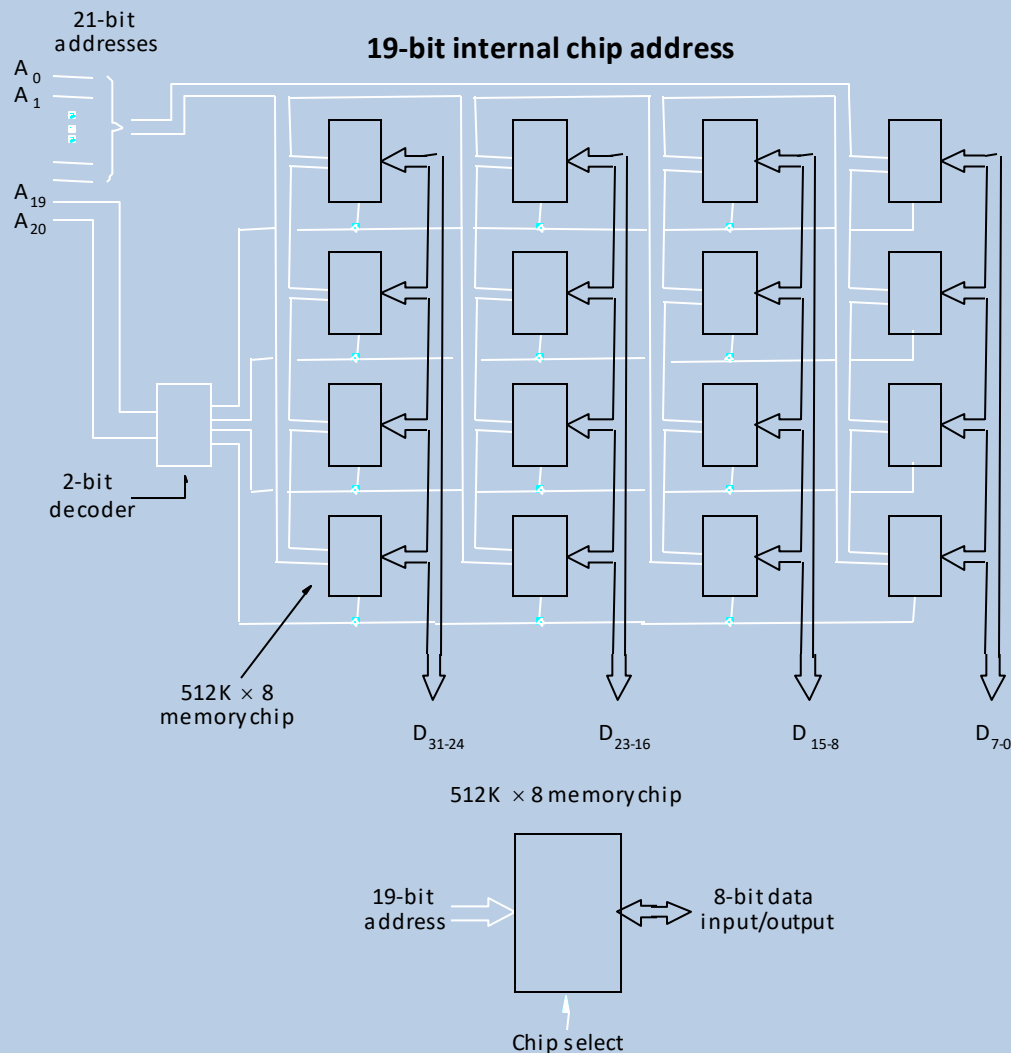 21-bit
addresses
19-bit internal chip address
A0
A1
A19
A20
2-bit
decoder
512K × 8
memory chip
D31-24
D23-16
D15-8
D7-0
512K × 8 memory chip
19-bit
address
8-bit data
input/output
Chip select